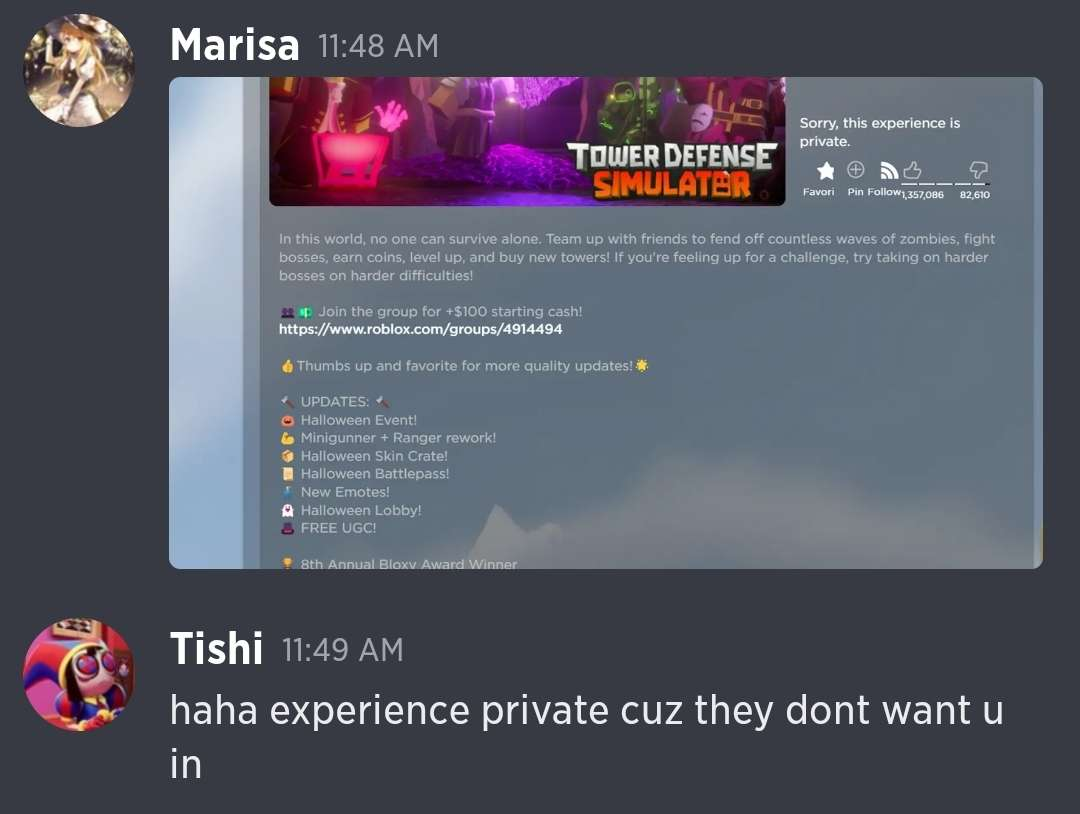 Marisa 11:48 AM
TOWER DEFENSE
SIMULATOR
Sorry, this experience is
private.
Favori Pin Follow 1,357,086 82,610
In this world, no one can survive alone. Team up with friends to fend off countless waves of zombies, fight
bosses, earn coins, level up, and buy new towers! If you're feeling up for a challenge, try taking on harder
bosses on harder difficulties!
👥💵 Join the group for +$100 starting cash!
https://www.roblox.com/groups/4914494
👍Thumbs up and favorite for more quality updates!🌟
🔨 UPDATES: 🔨
🎃 Halloween Event!
💪 Minigunner + Ranger rework!
📦 Halloween Skin Crate!
📜 Halloween Battlepass!
🕺 New Emotes!
👻 Halloween Lobby!
🎩 FREE UGC!
🏆 8th Annual Bloxy Award Winner
Tishi 11:49 AM
haha experience private cuz they dont want u
in